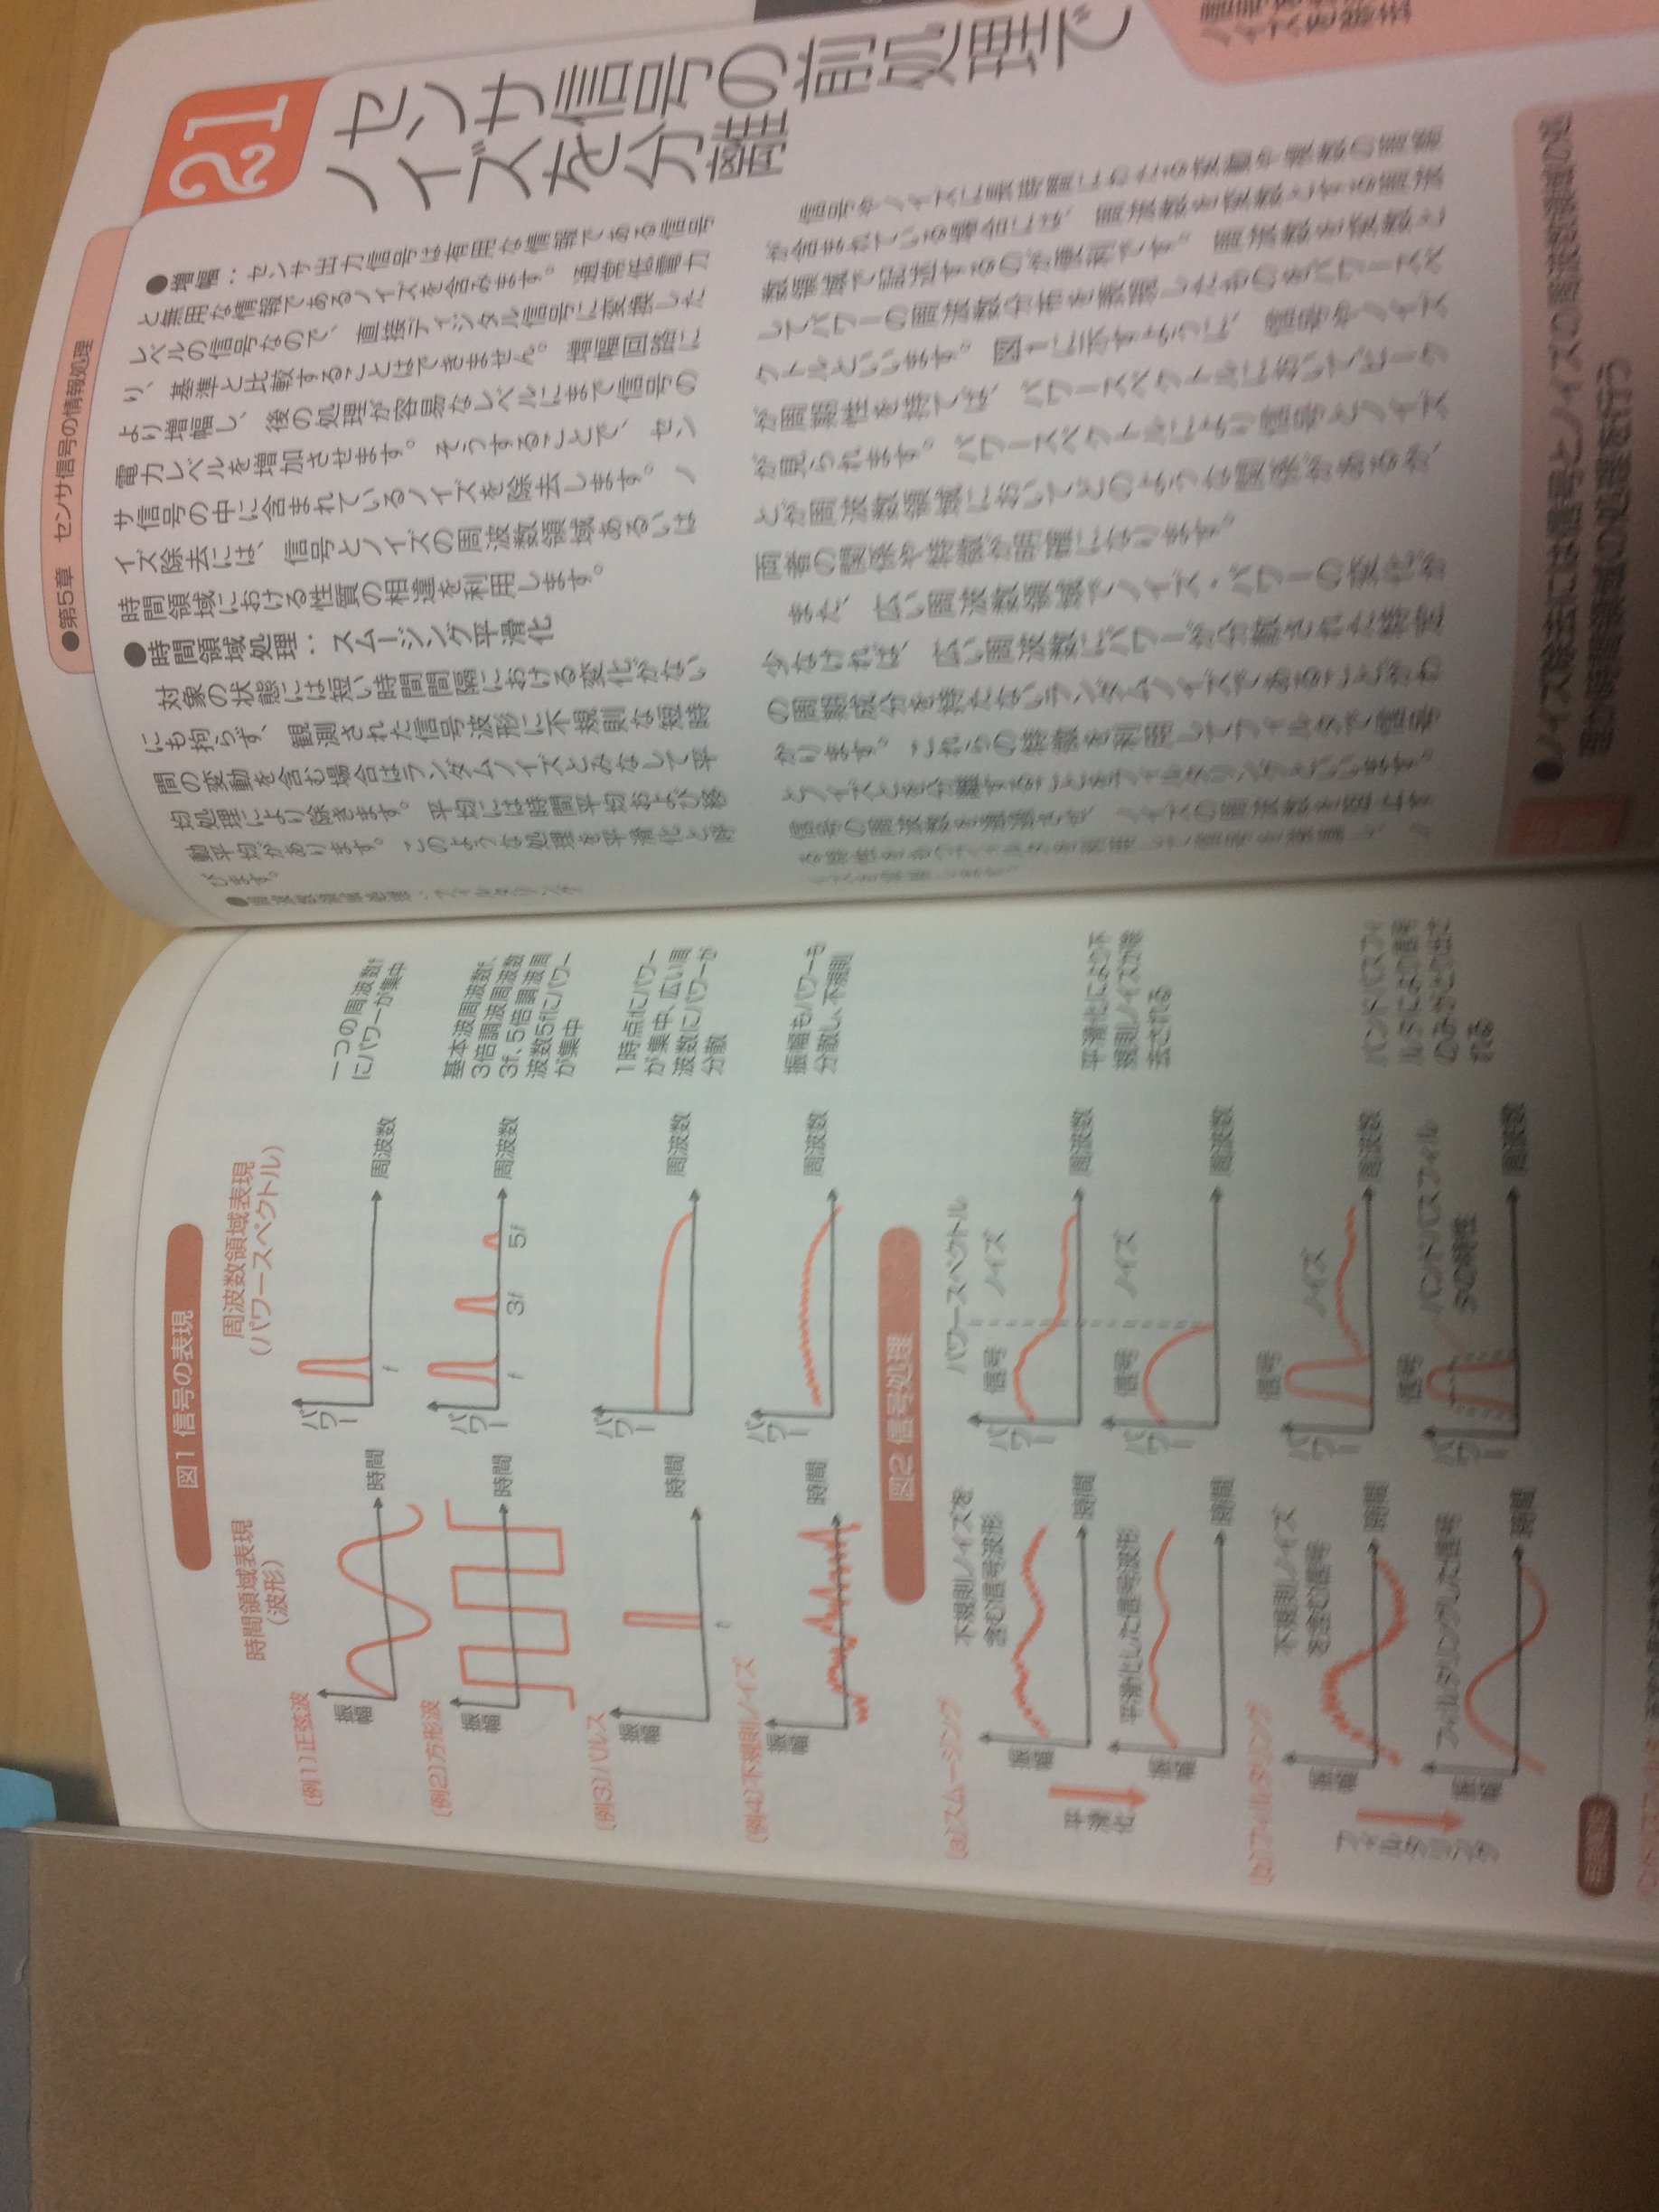 ●第5章 センサ信号の情報処理
21
センサ信号の前処理で
ノイズを分離
●増幅：センサ出力信号は有用な情報である信号
と無用な情報であるノイズを含みます。通常低電力
レベルの信号なので、直接ディジタル信号に変換した
り、基準と比較することはできません。増幅回路に
より増幅し、後の処理が容易なレベルにまで信号の
電力レベルを増加させます。そうすることで、セン
サ信号の中に含まれているノイズを除去します。ノ
イズ除去には、信号とノイズの周波数領域あるいは
時間領域における性質の相違を利用します。
●時間領域処理：スムージング平滑化
対象の状態には短い時間間隔における変化がない
にも拘らず、観測された信号波形に不規則な短時
間の変動を含む場合はランダムノイズとみなして平
均処理により除きます。平均には時間平均および移
動平均があります。このような処理を平滑化と呼
びます。
●周波数領域処理：フィルタリング
信号やノイズに長時間にわたる変動や複数の周波
が含まれている場合には、周波数を変数とする周波
数領域で記述するのが便利です。周波数を変数と
してパワーの周波数分布を表現したものをパワースペ
クトルといいます。図1に示すように、信号やノイズ
が周期性を持てば、パワースペクトルにおいてピーク
が見られます。パワースペクトルにより信号とノイズ
とが周波数領域においてどのような関係があるか、
両者の関係や特徴が明確になります。
また、広い周波数領域でノイズ・パワーの変化が
少なければ、広い周波数にパワーが分散された特定
の周期成分を持たないランダムノイズであることがわ
かります。これらの特徴を利用してフィルタで信号
とノイズとを分離することをフィルタリングといいます。
信号の周波数を通過させ、ノイズの周波数を阻止す
●ノイズ除去には信号とノイズの周波数領域の処
理か時間領域の処理を行う
図1 信号の表現
時間領域表現
（波形）
周波数領域表現
（パワースペクトル）
〔例1〕正弦波
振幅
時間
パワー
f
周波数
一つの周波数f
にパワーが集中
〔例2〕方形波
振幅
時間
パワー
f 3f 5f
周波数
基本波周波数f、
3倍調波周波数
3f、5倍調波周
波数5fにパワー
が集中
〔例3〕パルス
振幅
時間
t
パワー
周波数
1時点tにパワー
が集中、広い周
波数にパワーが
分散
〔例4〕不規則ノイズ
振幅
時間
パワー
周波数
振幅もパワーも
分散し、不規則
図2 信号処理
〔a〕スムージング
不規則ノイズを
含む信号波形
振幅
時間
パワースペクトル
信号 ノイズ
パワー
周波数
平滑化
平滑化した信号波形
振幅
時間
信号 ノイズ
パワー
周波数
平滑化により不
規則ノイズが除
去される
〔b〕フィルタリング
不規則ノイズ
を含む信号
振幅
時間
信号
ノイズ
パワー
周波数
フィルタリング
フィルタリングした信号
振幅
時間
信号
バンドパスフィル
タの特性
パワー
周波数
バンドパスフィ
ルタにより信号
のみがとり出さ
れる
用語解説